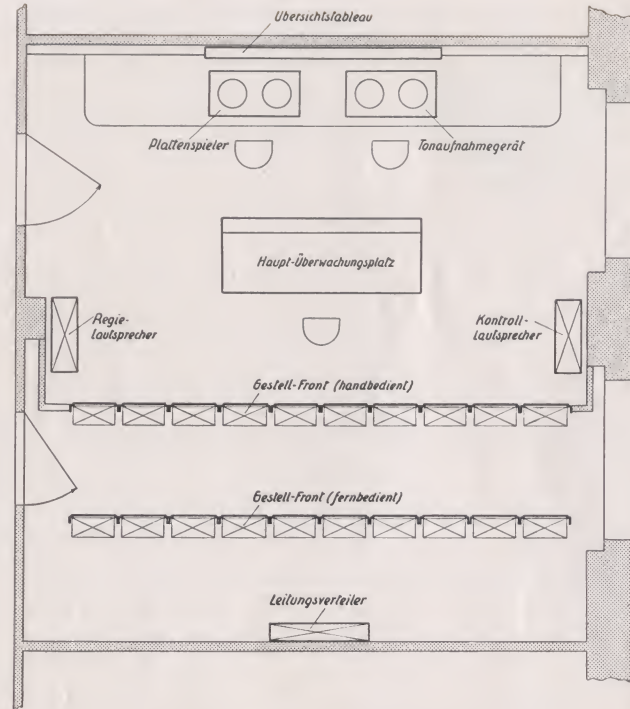 Übersichtstableau
Plattenspieler
Tonaufnahmegerät
Haupt-Überwachungsplatz
Regie-
lautsprecher
Kontroll-
lautsprecher
Gestell-Front (handbedient)
Gestell-Front (fernbedient)
Leitungsverteiler